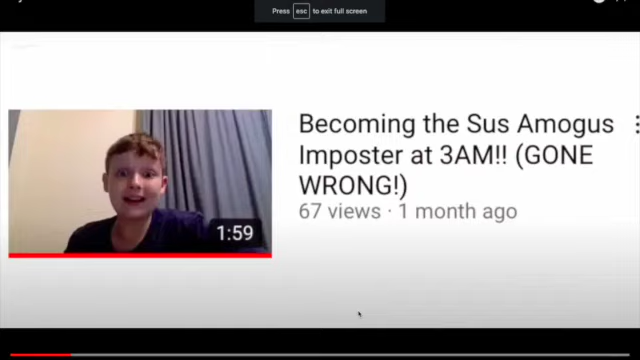 Press esc to exit full screen
Becoming the Sus Amogus
Imposter at 3AM!! (GONE
WRONG!)
67 views · 1 month ago
1:59